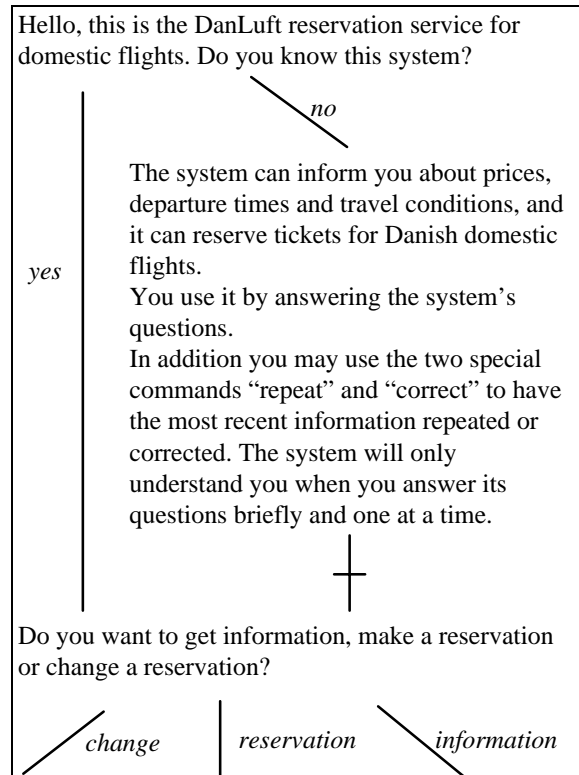 Hello, this is the DanLuft reservation service for
domestic flights. Do you know this system?
no
The system can inform you about prices,
departure times and travel conditions, and
it can reserve tickets for Danish domestic
flights.
yes
You use it by answering the system’s
questions.
In addition you may use the two special
commands “repeat” and “correct” to have
the most recent information repeated or
corrected. The system will only
understand you when you answer its
questions briefly and one at a time.
Do you want to get information, make a reservation
or change a reservation?
change
reservation
information